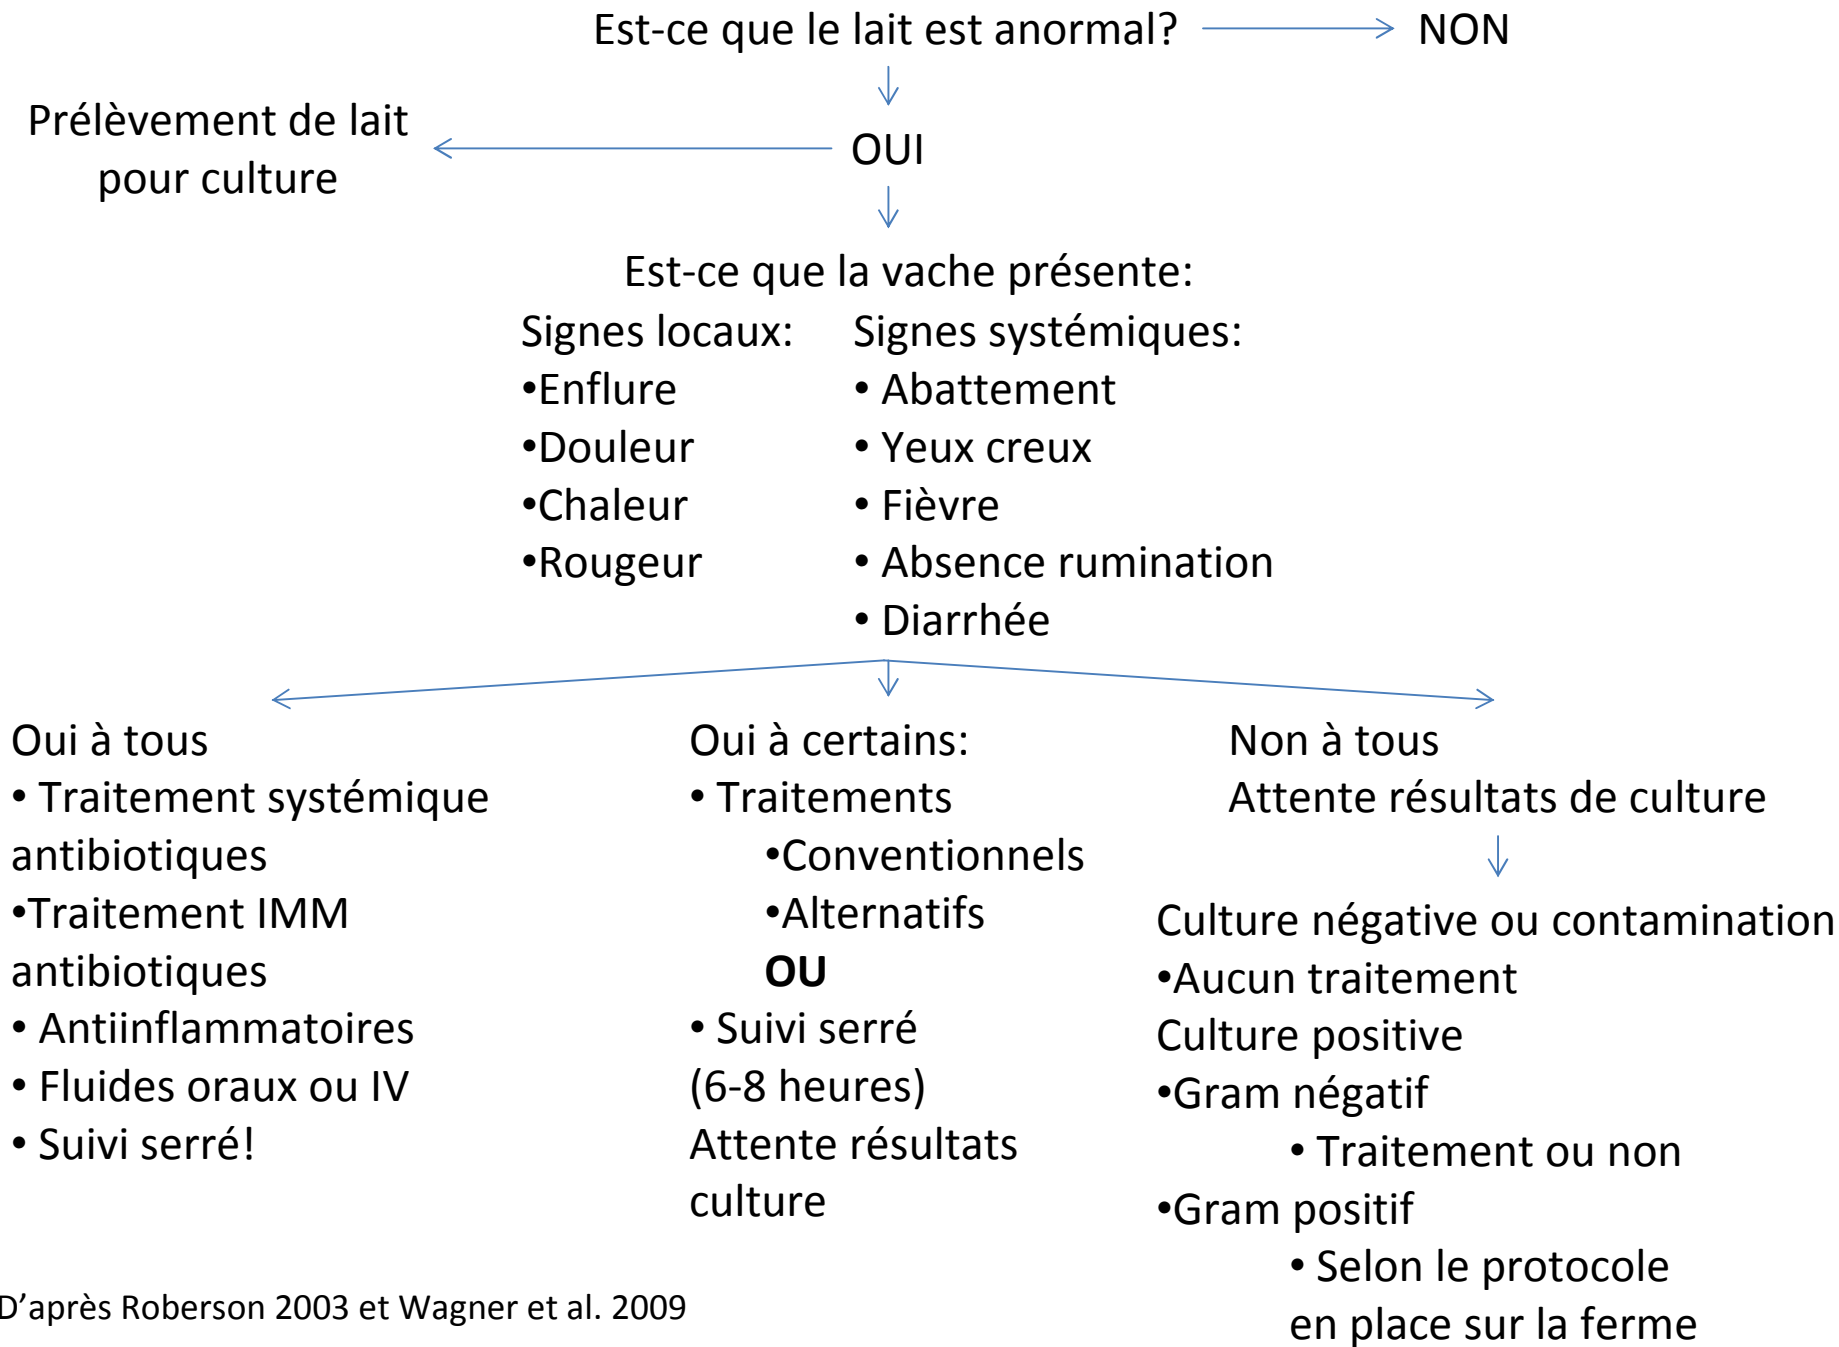 Est-ce que le lait est anormal? NON
Prélèvement de lait
pour culture
OUI
Est-ce que la vache présente:
Signes locaux:
•Enflure
•Douleur
•Chaleur
•Rougeur
Signes systémiques:
• Abattement
• Yeux creux
• Fièvre
• Absence rumination
• Diarrhée
Oui à tous
• Traitement systémique
antibiotiques
•Traitement IMM
antibiotiques
• Antiinflammatoires
• Fluides oraux ou IV
• Suivi serré!
Oui à certains:
• Traitements
•Conventionnels
•Alternatifs
OU
• Suivi serré
(6-8 heures)
Attente résultats
culture
Non à tous
Attente résultats de culture
Culture négative ou contamination
•Aucun traitement
Culture positive
•Gram négatif
• Traitement ou non
•Gram positif
• Selon le protocole
en place sur la ferme
D’après Roberson 2003 et Wagner et al. 2009